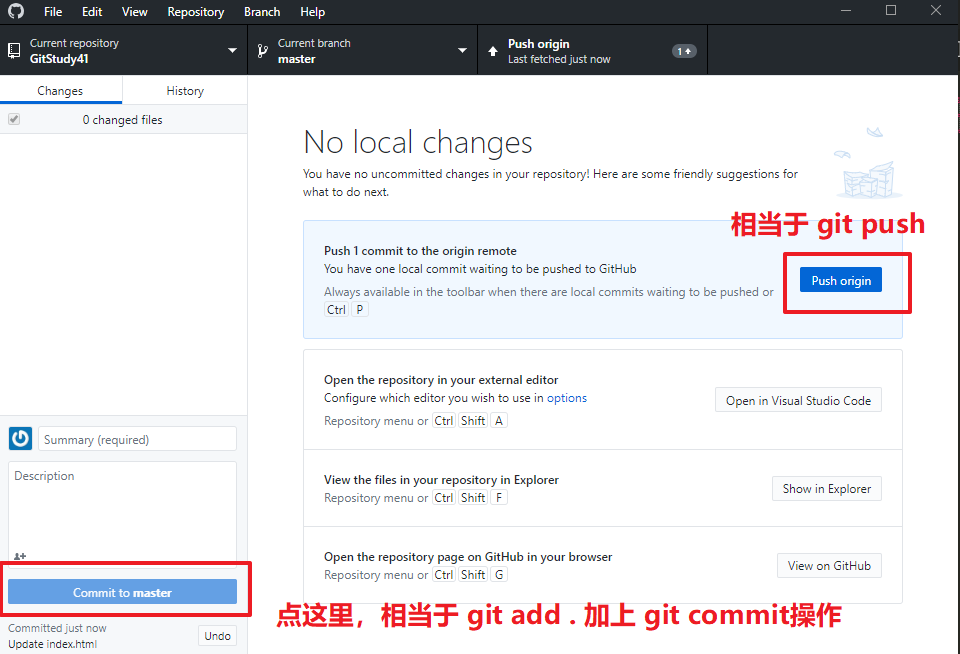 File Edit View Repository Branch Help
Current repository
GitStudy41
Current branch
master
Push origin
Last fetched just now
1
Changes
History
0 changed files
No local changes
You have no uncommitted changes in your repository! Here are some friendly suggestions for
what to do next.
相当于 git push
Push 1 commit to the origin remote
You have one local commit waiting to be pushed to GitHub
Always available in the toolbar when there are local commits waiting to be pushed or
Ctrl P
Push origin
Open the repository in your external editor
Configure which editor you wish to use in options
Repository menu or Ctrl Shift A
Open in Visual Studio Code
View the files in your repository in Explorer
Repository menu or Ctrl Shift F
Show in Explorer
Open the repository page on GitHub in your browser
Repository menu or Ctrl Shift G
View on GitHub
Summary (required)
Description
Commit to master
点这里，相当于 git add . 加上 git commit操作
Committed just now
Update index.html
Undo